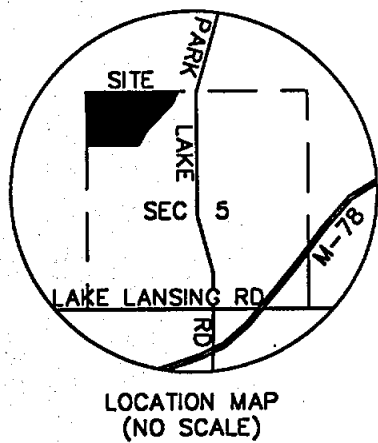 PARK
SITE
LAKE
SEC 5
M-78
LAKE LANSING RD
RD
LOCATION MAP
(NO SCALE)